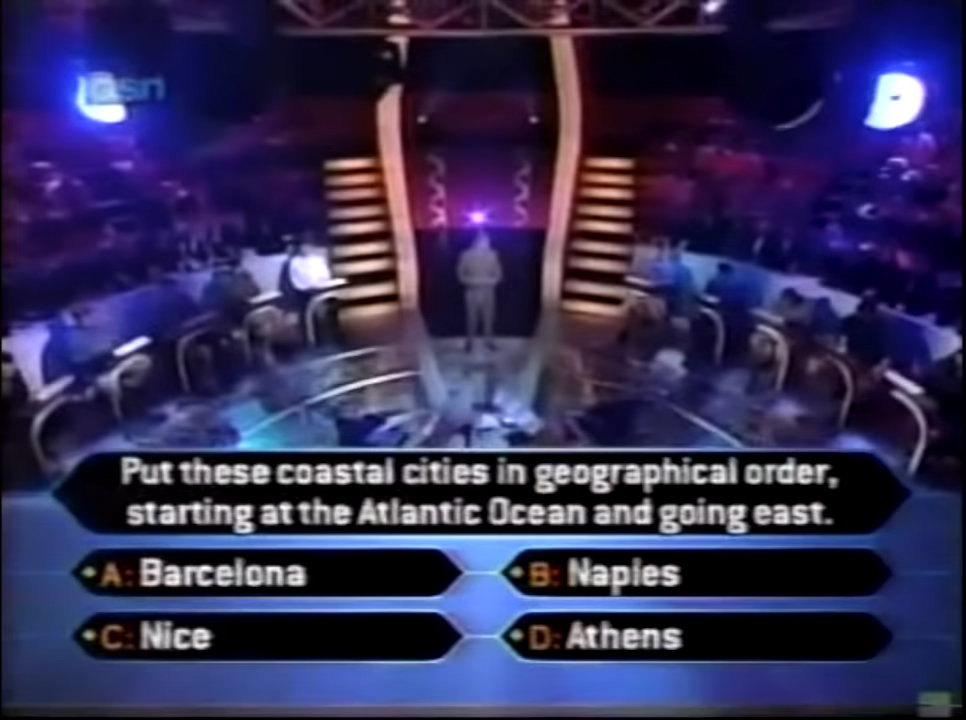 Put these coastal cities in geographical order,
starting at the Atlantic Ocean and going east.
A: Barcelona
B: Naples
C: Nice
D: Athens